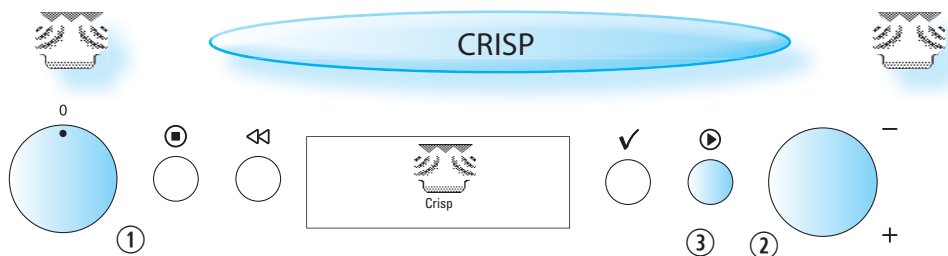 CRISP
0
Crisp
−
+
① ③ ②